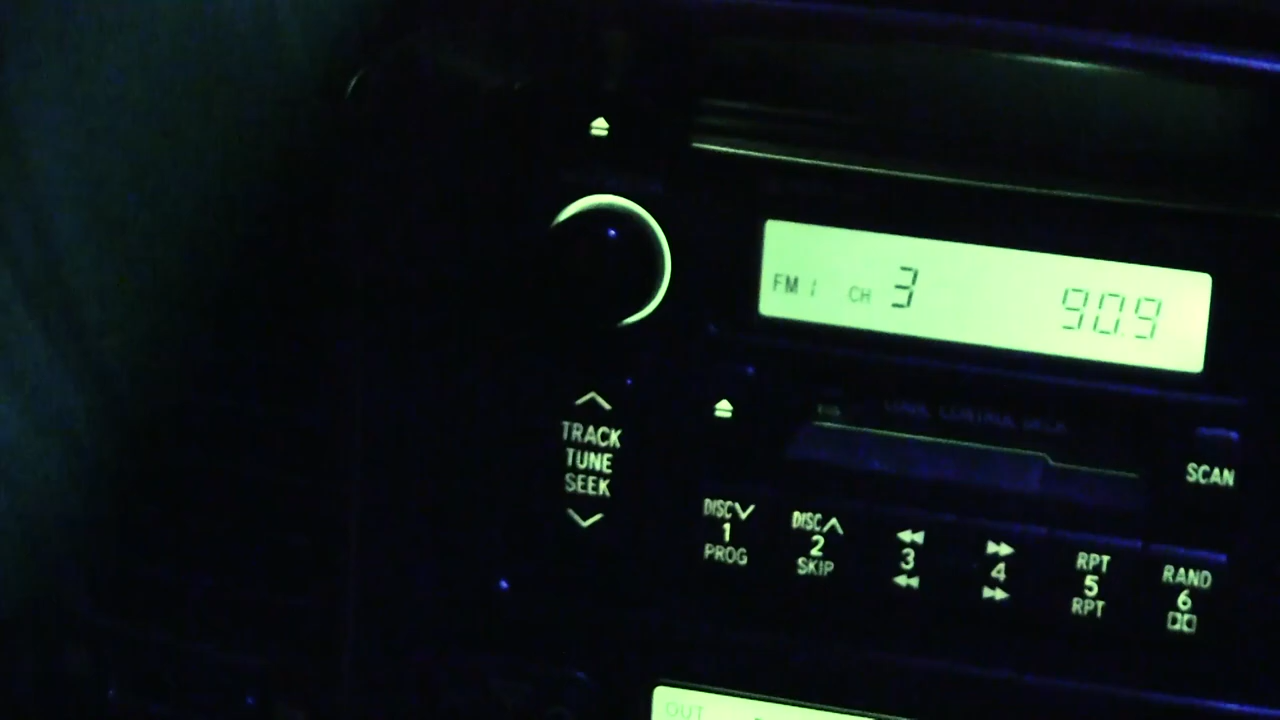 FM 1 CH 3 90.9
TRACK
TUNE
SEEK
SCAN
DISC
1
PROG
DISC
2
SKIP
3
4
RPT
5
RPT
RAND
6
OUT